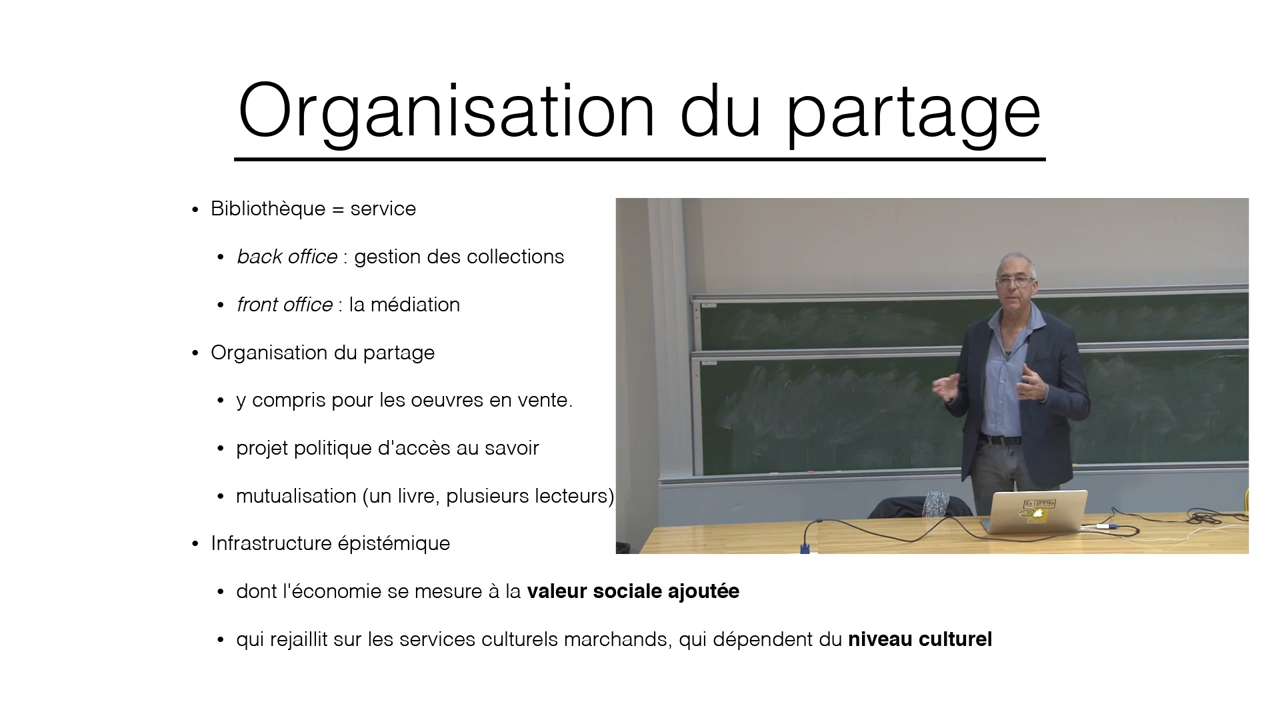 Organisation du partage
• Bibliothèque = service
• back office : gestion des collections
• front office : la médiation
• Organisation du partage
• y compris pour les oeuvres en vente.
• projet politique d'accès au savoir
• mutualisation (un livre, plusieurs lecteurs)
• Infrastructure épistémique
• dont l'économie se mesure à la valeur sociale ajoutée
• qui rejaillit sur les services culturels marchands, qui dépendent du niveau culturel